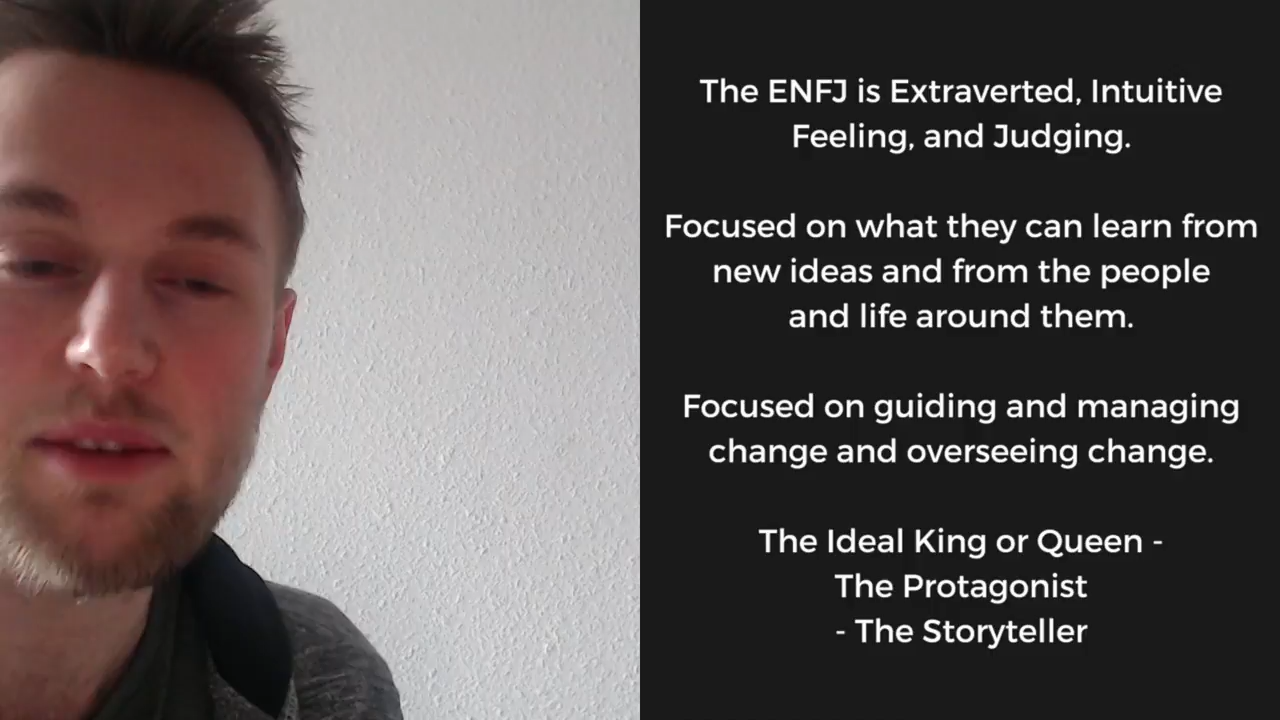 The ENFJ is Extraverted, Intuitive
Feeling, and Judging.
Focused on what they can learn from
new ideas and from the people
and life around them.
Focused on guiding and managing
change and overseeing change.
The Ideal King or Queen -
The Protagonist
- The Storyteller